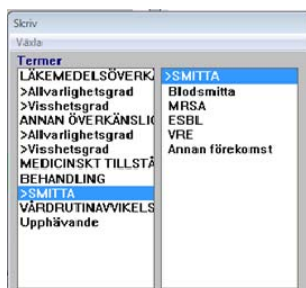 Skriv
Växla
Termer
LÄKEMEDELSÖVERK
>Allvarlighetsgrad
>Visshetsgrad
ANNAN ÖVERKÄNSLIG
>Allvarlighetsgrad
>Visshetsgrad
MEDICINSKT TILLSTÅ
BEHANDLING
>SMITTA
VÅRDRUTINAVVIKELS
Upphävande
>SMITTA
Blodsmitta
MRSA
ESBL
VRE
Annan förekomst